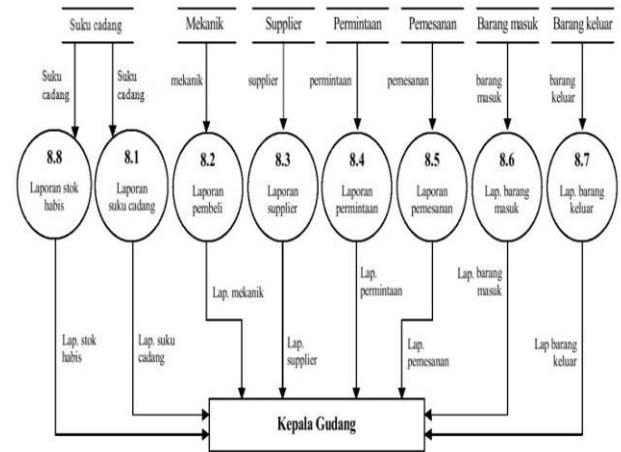 Suku cadang
Mekanik
Supplier
Permintaan
Pemesanan
Barang masuk
Barang keluar
Suku
cadang
Suku
cadang
mekanik
supplier
permintaan
pemesanan
barang
masuk
barang
keluar
8.8
Laporan stok
habis
8.1
Laporan
suku cadang
8.2
Laporan
pembeli
8.3
Laporan
supplier
8.4
Laporan
permintaan
8.5
Laporan
pemesanan
8.6
Lap. barang
masuk
8.7
Lap. barang
keluar
Lap. stok
habis
Lap. suku
cadang
Lap. mekanik
Lap.
supplier
Lap.
permintaan
Lap.
pemesanan
Lap. barang
masuk
Lap barang
keluar
Kepala Gudang